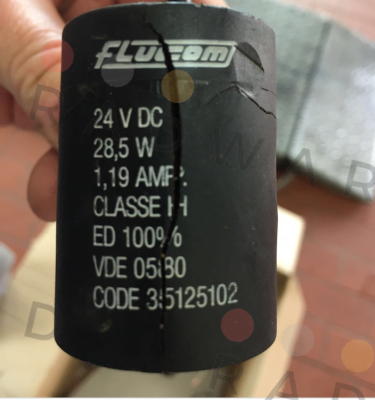 FLUCOM
24 V DC
28,5 W
1,19 AMP.
CLASSE H
ED 100%
VDE 0580
CODE 35125102